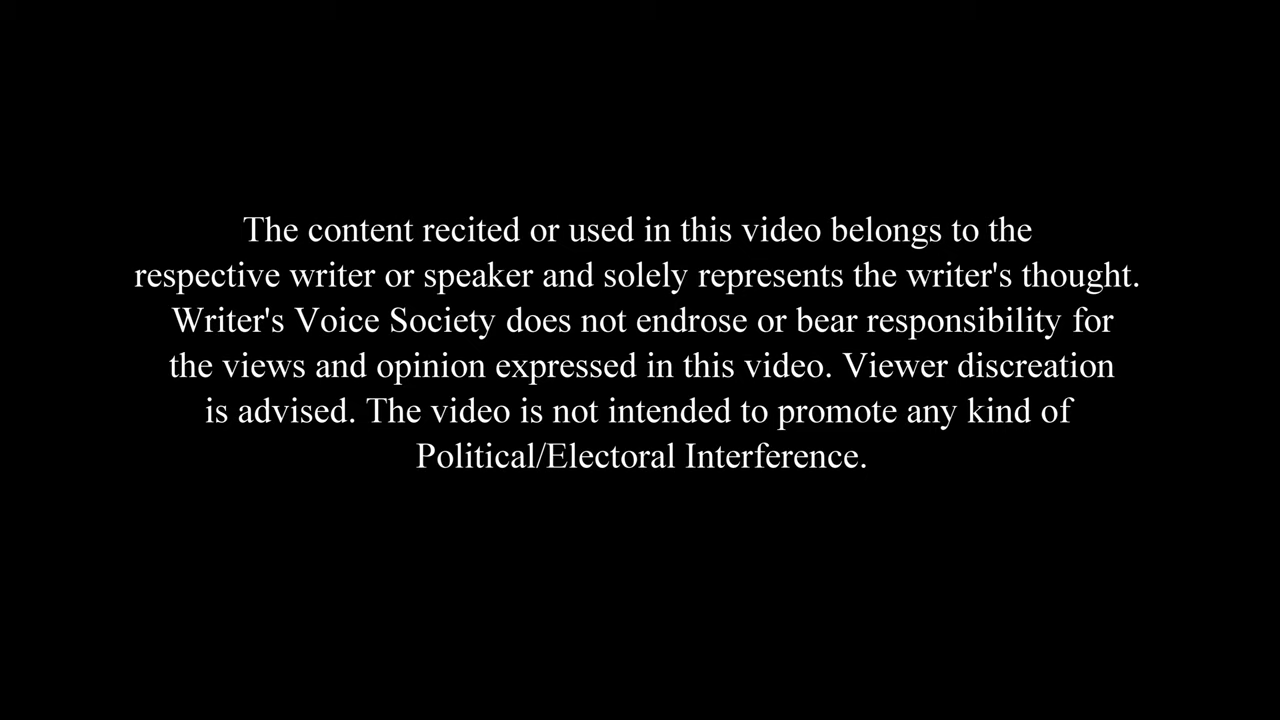 The content recited or used in this video belongs to the
respective writer or speaker and solely represents the writer's thought.
Writer's Voice Society does not endrose or bear responsibility for
the views and opinion expressed in this video. Viewer discreation
is advised. The video is not intended to promote any kind of
Political/Electoral Interference.